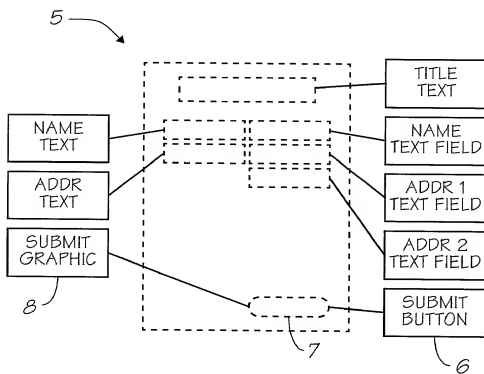 5
TITLE
TEXT
NAME
TEXT
NAME
TEXT FIELD
ADDR
TEXT
ADDR 1
TEXT FIELD
SUBMIT
GRAPHIC
ADDR 2
TEXT FIELD
8
SUBMIT
BUTTON
7
6